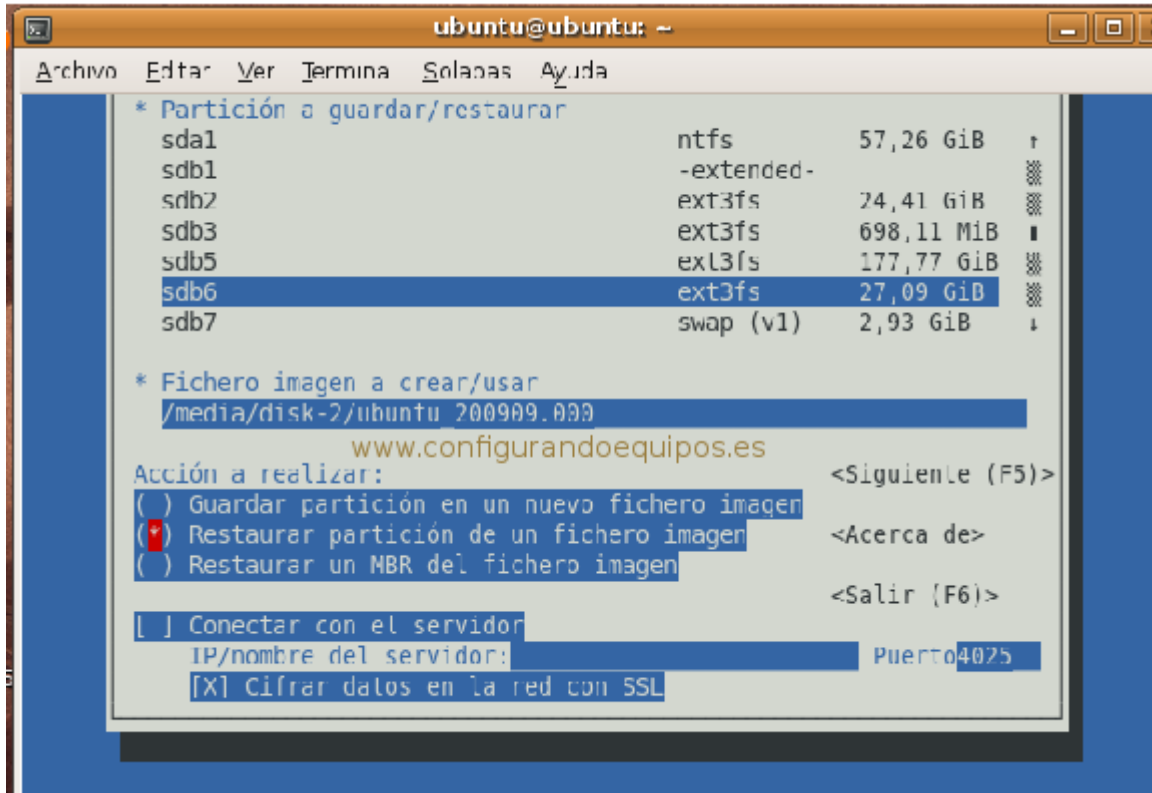 ubuntu@ubuntu: ~
Archivo Editar Ver Terminal Solapas Ayuda
* Partición a guardar/restaurar
sda1 ntfs 57,26 GiB
sdb1 -extended-
sdb2 ext3fs 24,41 GiB
sdb3 ext3fs 698,11 MiB
sdb5 ext3fs 177,77 GiB
sdb6 ext3fs 27,09 GiB
sdb7 swap (v1) 2,93 GiB
* Fichero imagen a crear/usar
/media/disk-2/ubuntu_200909.000
www.configurandoequipos.es
Acción a realizar: <Siguiente (F5)>
( ) Guardar partición en un nuevo fichero imagen
(*) Restaurar partición de un fichero imagen <Acerca de>
( ) Restaurar un MBR del fichero imagen
<Salir (F6)>
[ ] Conectar con el servidor
IP/nombre del servidor: Puerto 4025
[X] Cifrar datos en la red con SSL